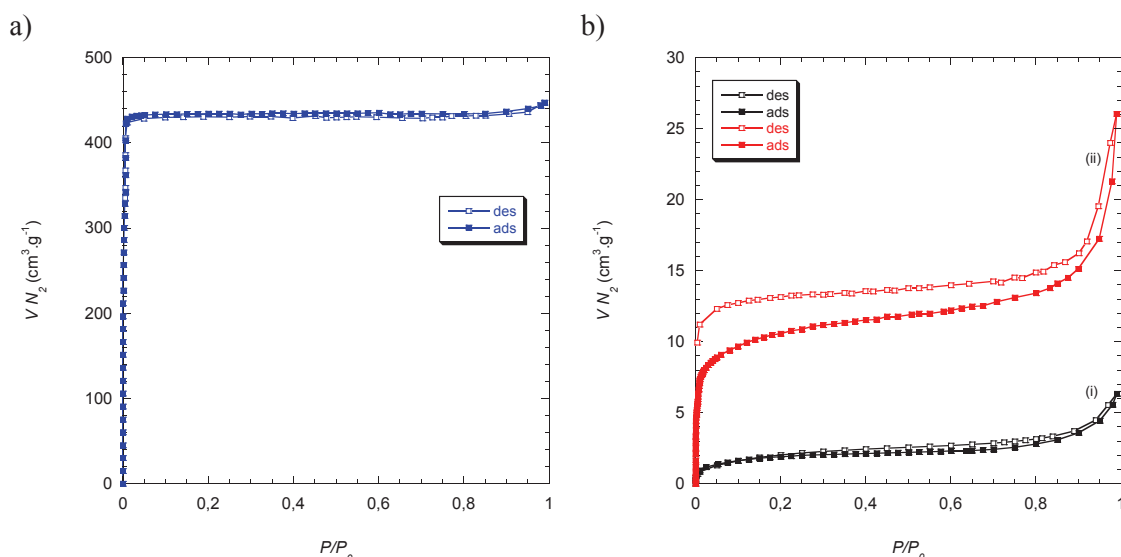 a)
b)
500
400
300
200
100
0
V N₂ (cm³.g⁻¹)
des
ads
0
0,2
0,4
0,6
0,8
1
P/P₀
30
25
20
15
10
5
0
V N₂ (cm³.g⁻¹)
des
ads
des
ads
(ii)
(i)
0
0,2
0,4
0,6
0,8
1
P/P₀